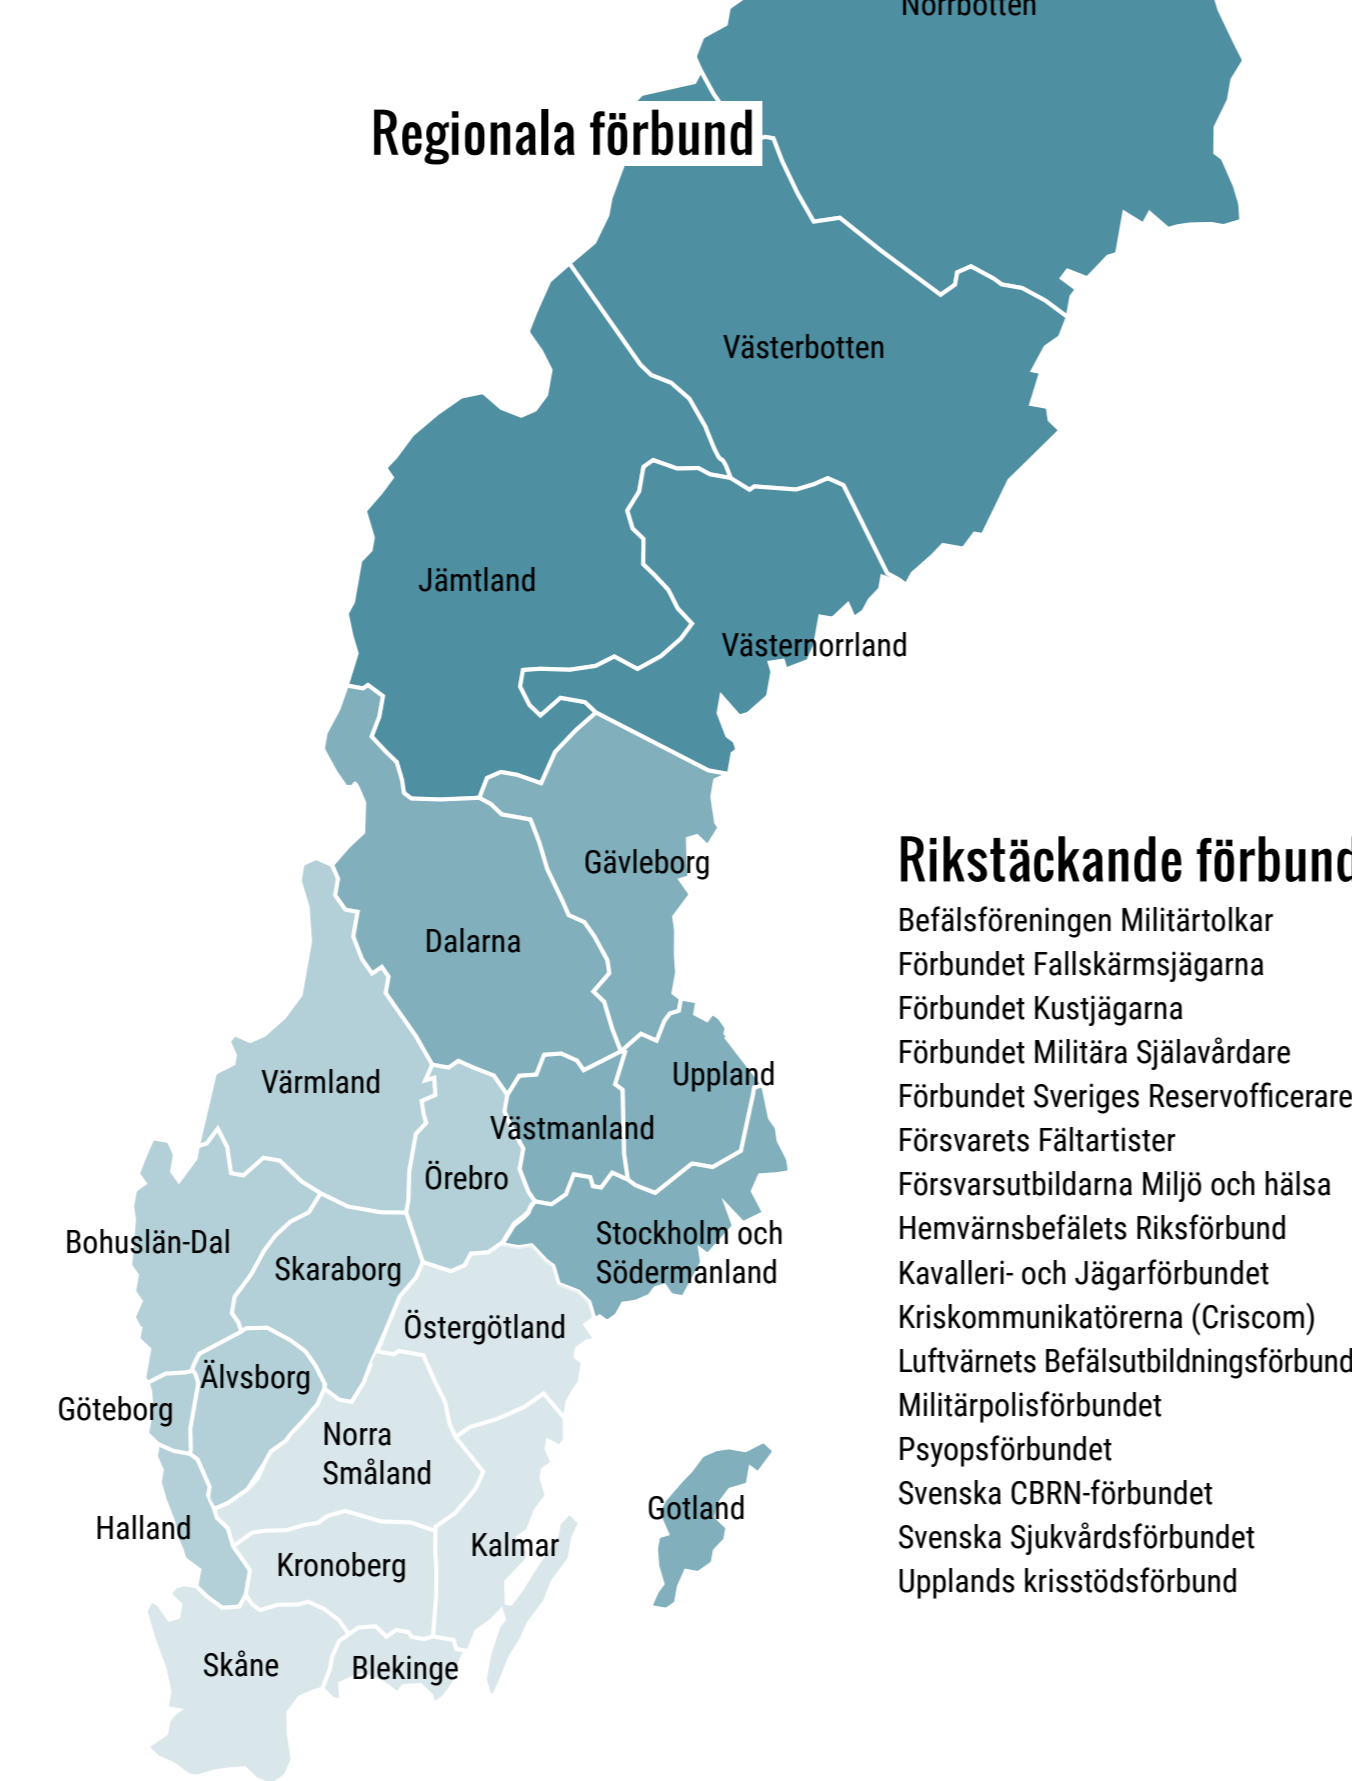 Norrbotten
Regionala förbund
Västerbotten
Jämtland
Västernorrland
Gävleborg
Dalarna
Uppland
Värmland
Västmanland
Örebro
Stockholm och
Södermanland
Bohuslän-Dal
Skaraborg
Östergötland
Älvsborg
Göteborg
Norra
Småland
Gotland
Halland
Kalmar
Kronoberg
Skåne
Blekinge
Rikstäckande förbund
Befälsföreningen Militärtolkar
Förbundet Fallskärmsjägarna
Förbundet Kustjägarna
Förbundet Militära Själavårdare
Förbundet Sveriges Reservofficerare
Försvarets Fältartister
Försvarsutbildarna Miljö och hälsa
Hemvärnsbefälets Riksförbund
Kavalleri- och Jägarförbundet
Kriskommunikatörerna (Criscom)
Luftvärnets Befälsutbildningsförbund
Militärpolisförbundet
Psyopsförbundet
Svenska CBRN-förbundet
Svenska Sjukvårdsförbundet
Upplands krisstödsförbund